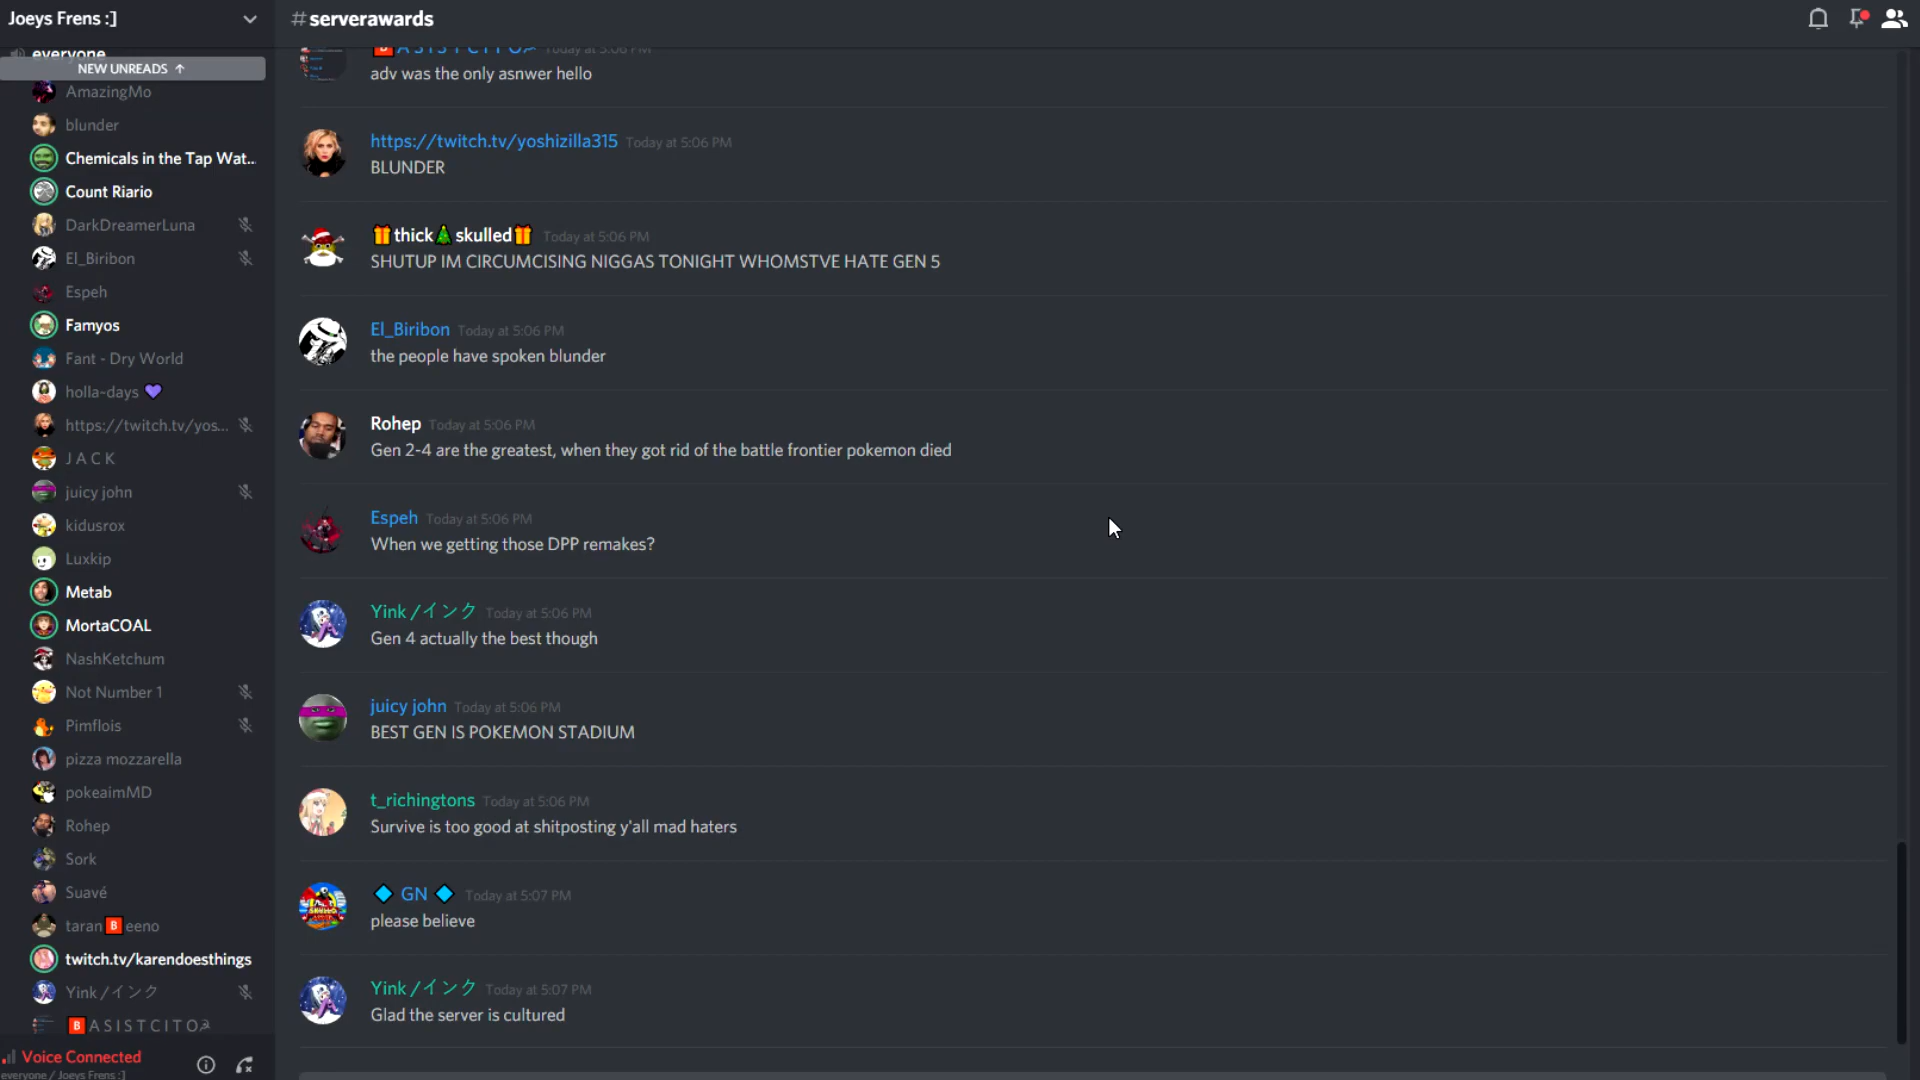 Joeys Frens :]
everyone
NEW UNREADS ↑
AmazingMo
blunder
Chemicals in the Tap Wat...
Count Riario
DarkDreamerLuna
El_Biribon
Espeh
Famyos
Fant - Dry World
holla-days 💜
https://twitch.tv/yos...
J A C K
juicy john
kidusrox
Luxkip
Metab
MortaCOAL
NashKetchum
Not Number 1
Pimflois
pizza mozzarella
pokeaimMD
Rohep
Sork
Suavé
taran🅱eeno
twitch.tv/karendoesthings
Yink /インク
🅱A S I S T C I T O☭
Voice Connected
everyone / Joeys Frens :]
#serverawards
🅱A S I S T C I T O☭ Today at 5:06 PM
adv was the only asnwer hello
https://twitch.tv/yoshizilla315 Today at 5:06 PM
BLUNDER
🎁thick🎄skulled🎁 Today at 5:06 PM
SHUTUP IM CIRCUMCISING NIGGAS TONIGHT WHOMSTVE HATE GEN 5
El_Biribon Today at 5:06 PM
the people have spoken blunder
Rohep Today at 5:06 PM
Gen 2-4 are the greatest, when they got rid of the battle frontier pokemon died
Espeh Today at 5:06 PM
When we getting those DPP remakes?
Yink /インク Today at 5:06 PM
Gen 4 actually the best though
juicy john Today at 5:06 PM
BEST GEN IS POKEMON STADIUM
t_richingtons Today at 5:06 PM
Survive is too good at shitposting y'all mad haters
🔷 GN 🔷 Today at 5:07 PM
please believe
Yink /インク Today at 5:07 PM
Glad the server is cultured